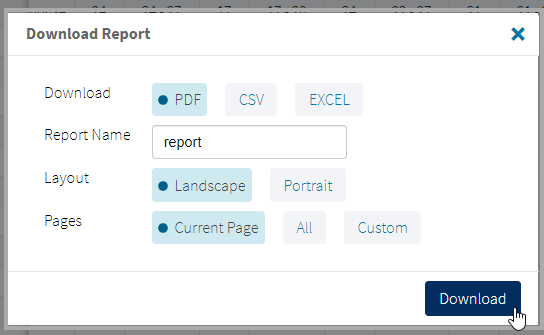 Download Report
Download PDF CSV EXCEL
Report Name report
Layout Landscape Portrait
Pages Current Page All Custom
Download